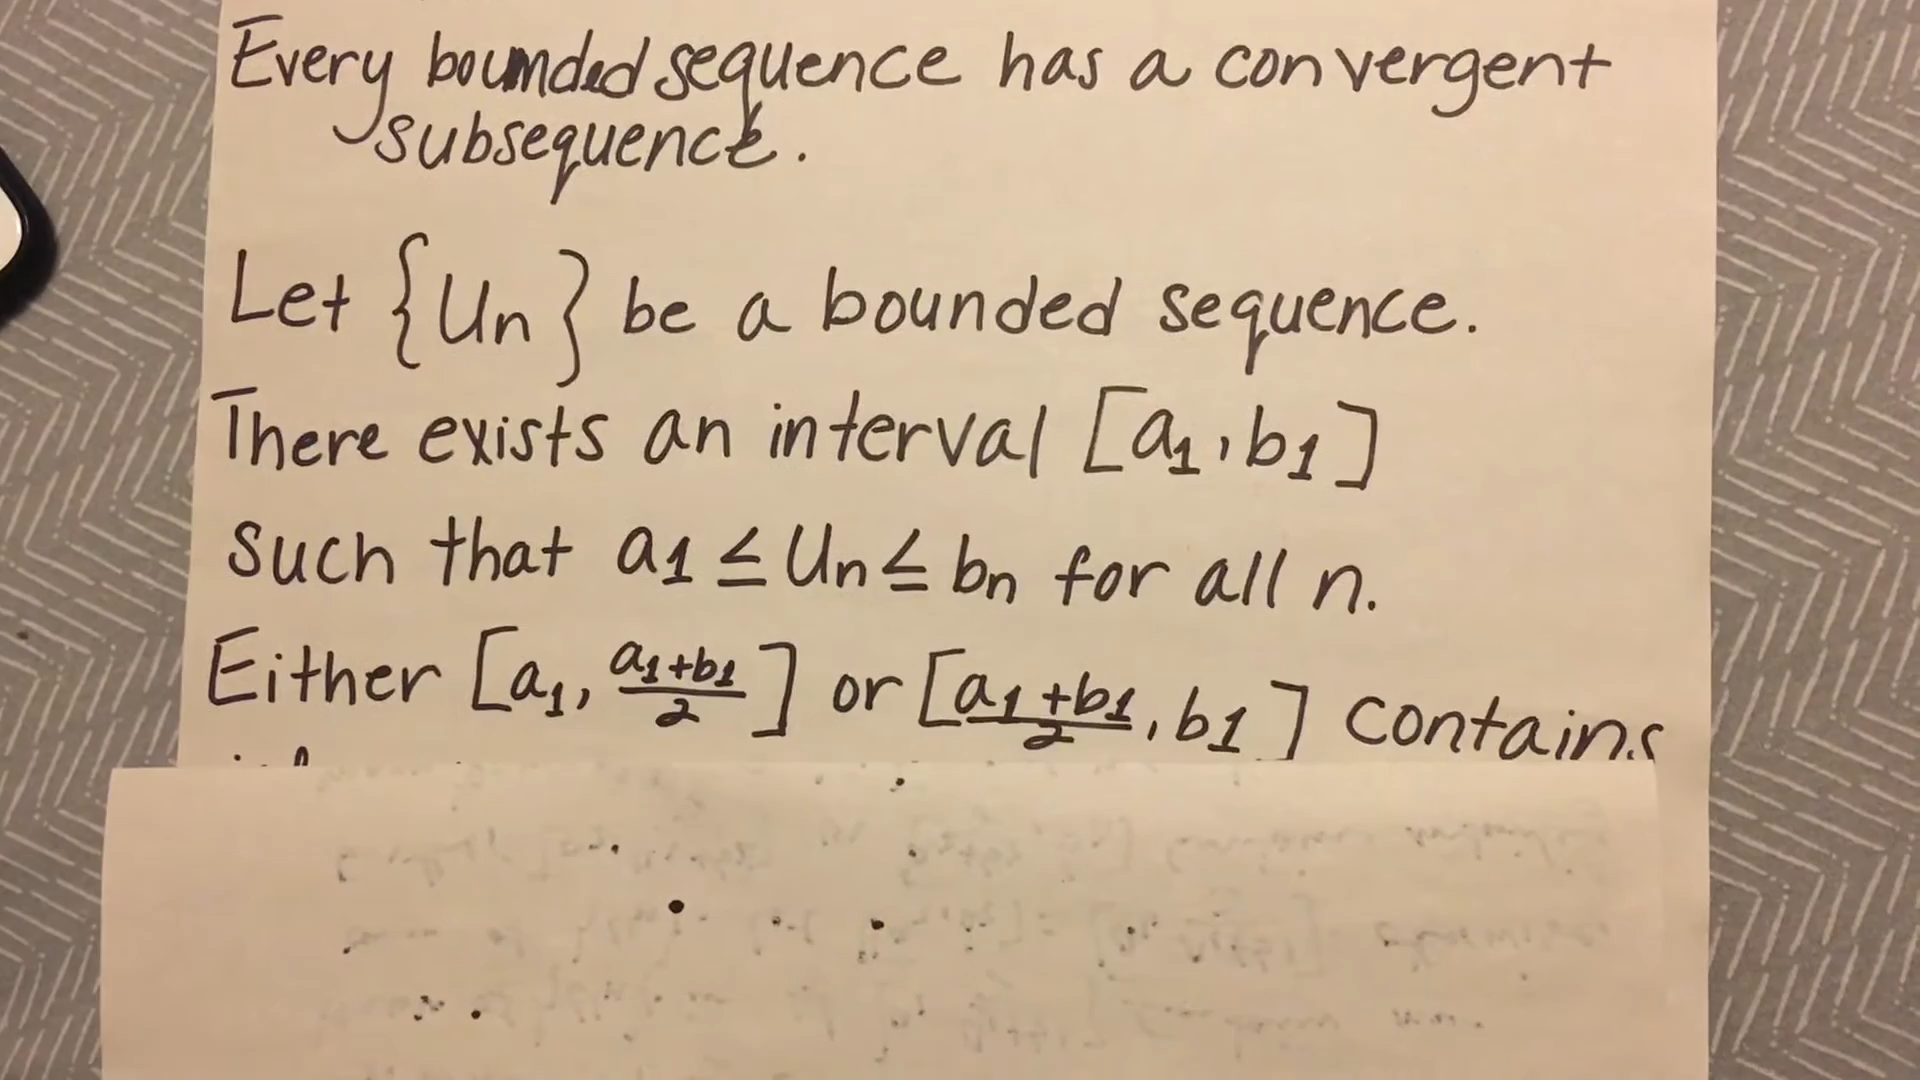 Every bounded sequence has a convergent
subsequence.
Let {Un} be a bounded sequence.
There exists an interval [a₁, b₁]
such that a₁ ≤ Un ≤ bn for all n.
Either [a₁, (a₁+b₁)/2] or [(a₁+b₁)/2, b₁] contains